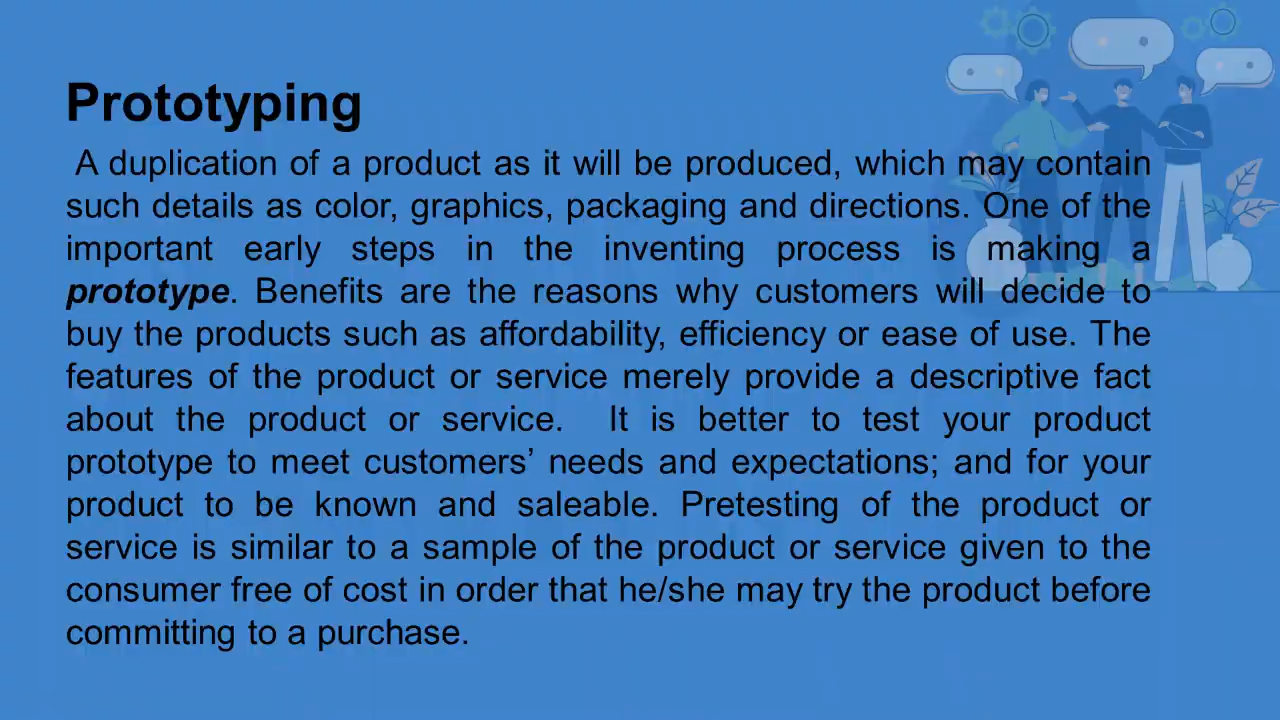 Prototyping
A duplication of a product as it will be produced, which may contain
such details as color, graphics, packaging and directions. One of the
important early steps in the inventing process is making a
prototype. Benefits are the reasons why customers will decide to
buy the products such as affordability, efficiency or ease of use. The
features of the product or service merely provide a descriptive fact
about the product or service. It is better to test your product
prototype to meet customers’ needs and expectations; and for your
product to be known and saleable. Pretesting of the product or
service is similar to a sample of the product or service given to the
consumer free of cost in order that he/she may try the product before
committing to a purchase.